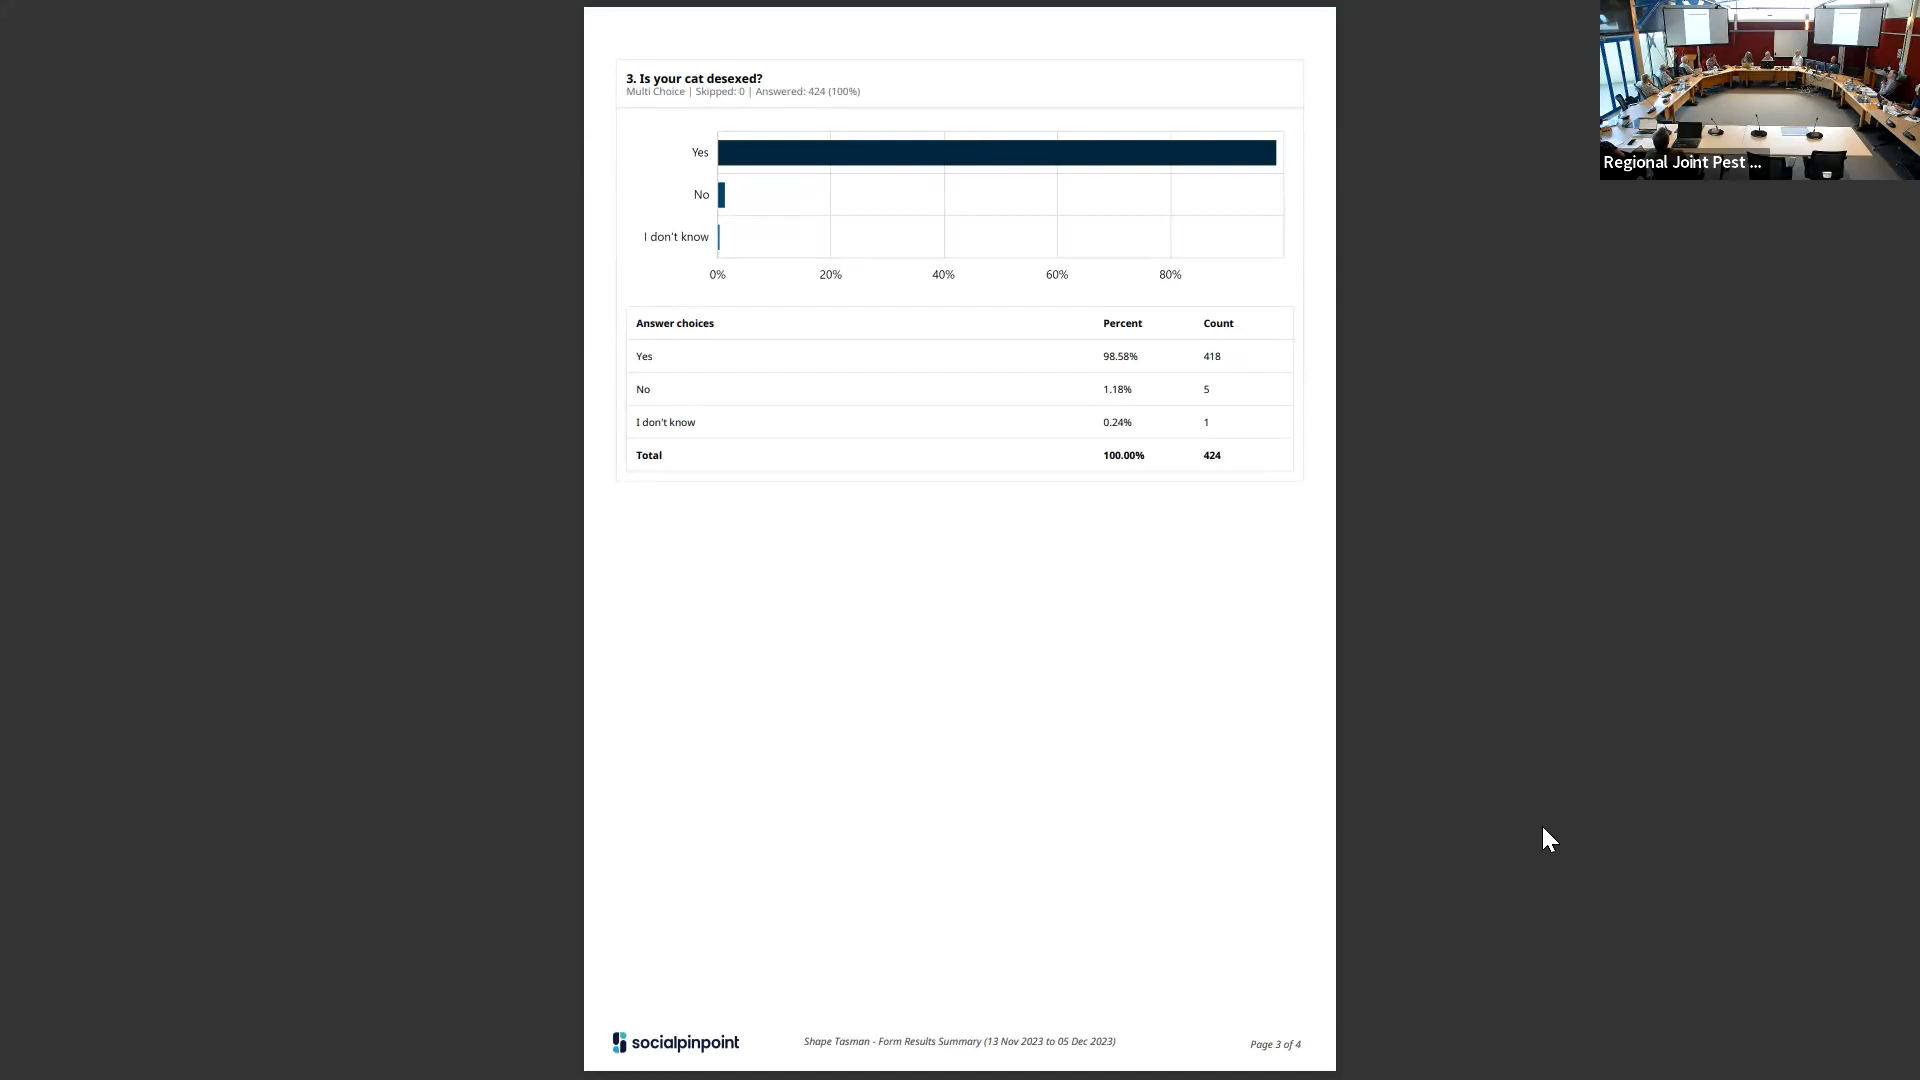 3. Is your cat desexed?
Multi Choice | Skipped: 0 | Answered: 424 (100%)
Yes
No
I don't know
0% 20% 40% 60% 80%
Answer choices Percent Count
Yes 98.58% 418
No 1.18% 5
I don't know 0.24% 1
Total 100.00% 424
socialpinpoint
Shape Tasman - Form Results Summary (13 Nov 2023 to 05 Dec 2023)
Page 3 of 4
Regional Joint Pest ...